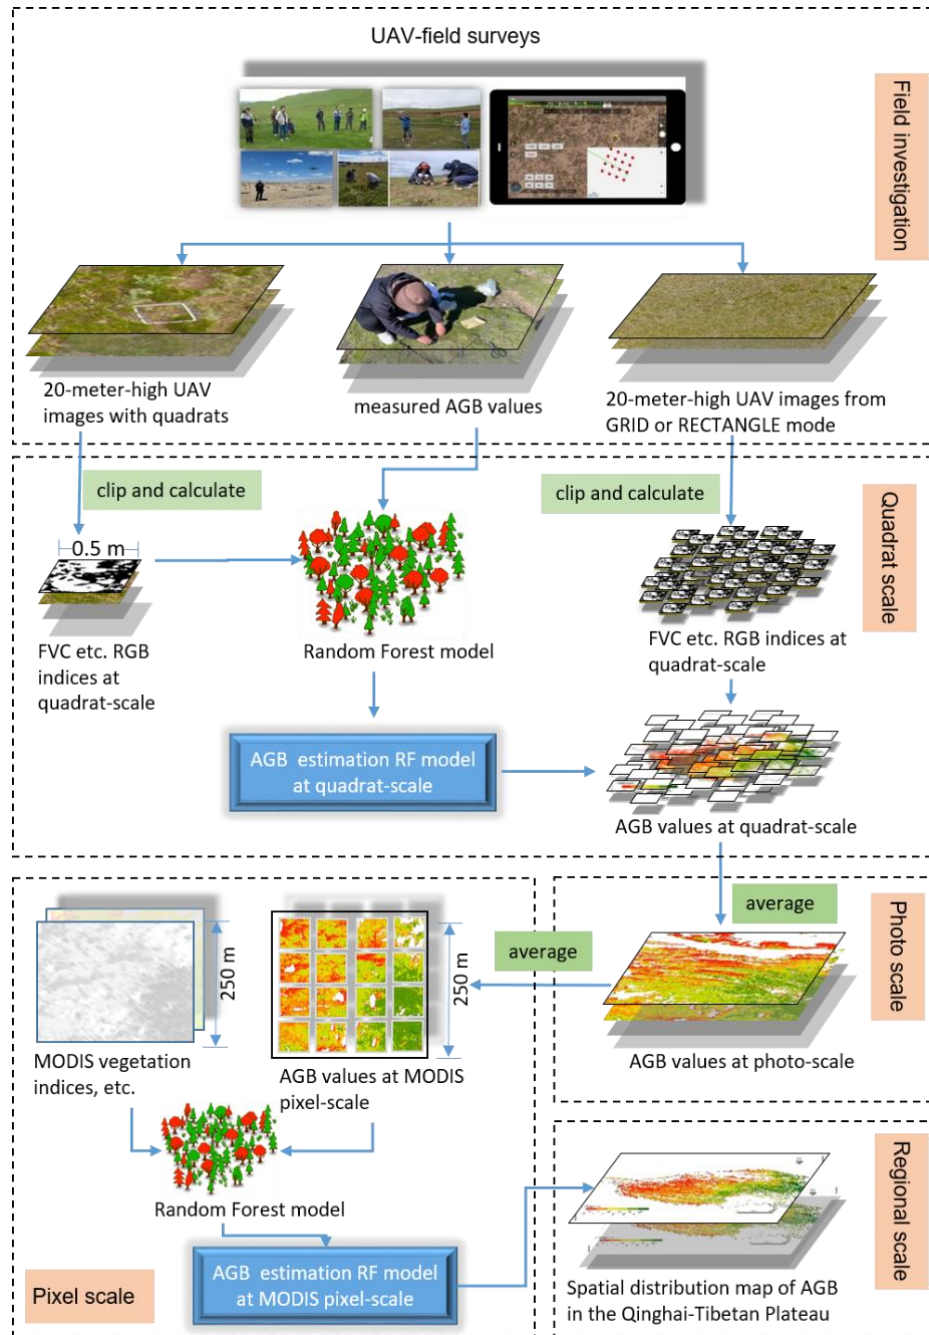 UAV-field surveys
Field investigation
20-meter-high UAV
images with quadrats
measured AGB values
20-meter-high UAV images from
GRID or RECTANGLE mode
clip and calculate
clip and calculate
Quadrat scale
0.5 m
FVC etc. RGB
indices at
quadrat-scale
Random Forest model
FVC etc. RGB indices at
quadrat-scale
AGB estimation RF model
at quadrat-scale
AGB values at quadrat-scale
average
Photo scale
250 m
250 m
average
MODIS vegetation
indices, etc.
AGB values at MODIS
pixel-scale
AGB values at photo-scale
Random Forest model
Regional scale
AGB estimation RF model
at MODIS pixel-scale
Pixel scale
Spatial distribution map of AGB
in the Qinghai-Tibetan Plateau